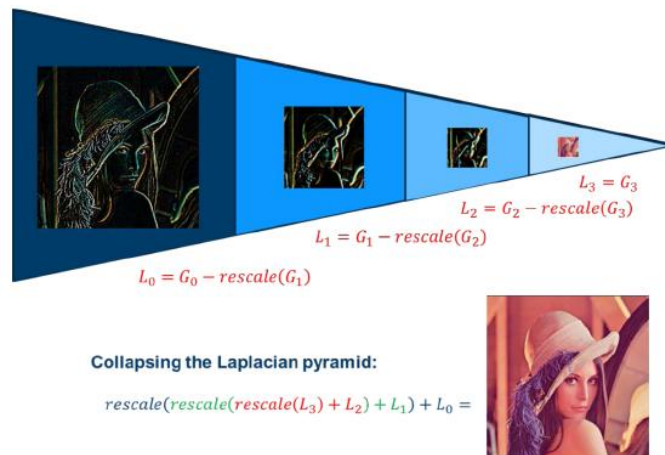 L₃ = G₃
L₂ = G₂ − rescale(G₃)
L₁ = G₁ − rescale(G₂)
L₀ = G₀ − rescale(G₁)
Collapsing the Laplacian pyramid:
rescale(rescale(rescale(L₃) + L₂) + L₁) + L₀ =